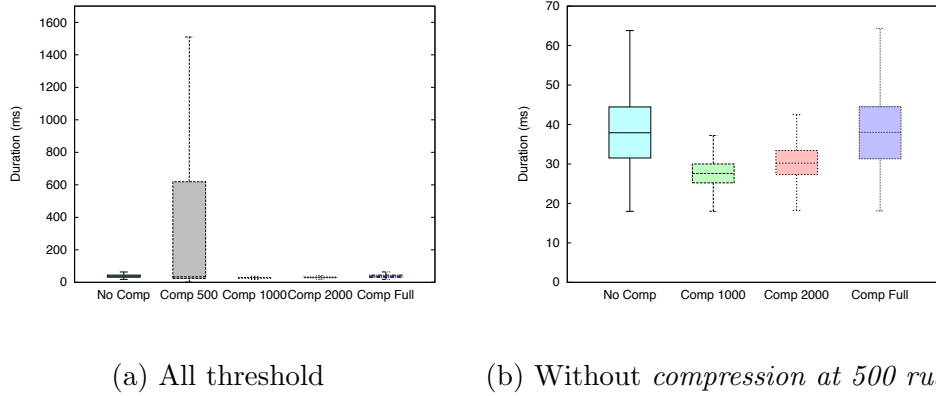 Duration (ms)
1600
1400
1200
1000
800
600
400
200
0
No Comp Comp 500 Comp 1000 Comp 2000 Comp Full
Duration (ms)
70
60
50
40
30
20
10
0
No Comp Comp 1000 Comp 2000 Comp Full
(a) All threshold
(b) Without compression at 500